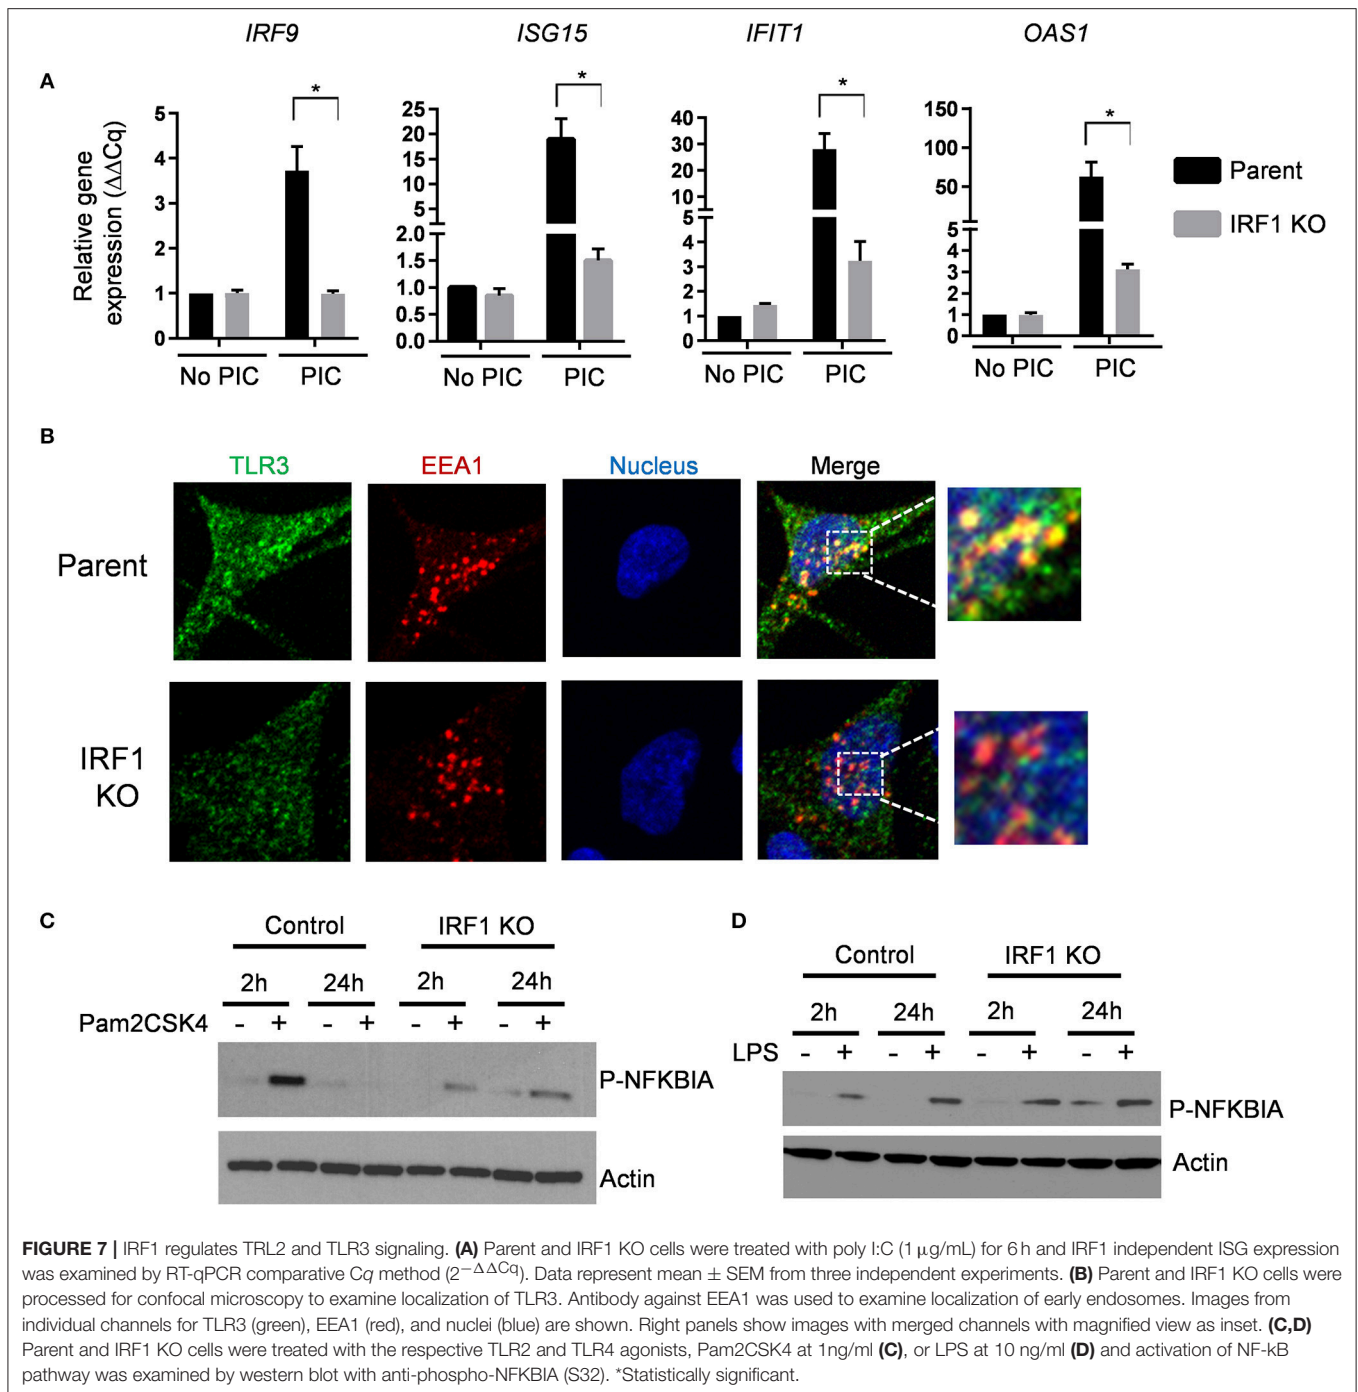 IRF9 ISG15 IFIT1 OAS1
A
Relative gene
expression (ΔΔCq)
5
4
3
2
1
0
No PIC PIC
*
25
20
15
10
5
2.0
1.5
1.0
0.5
0.0
No PIC PIC
*
40
30
20
10
5
4
3
2
1
0
No PIC PIC
*
150
100
50
5
4
3
2
1
0
No PIC PIC
*
Parent
IRF1 KO
B
TLR3 EEA1 Nucleus Merge
Parent
IRF1
KO
C
Control IRF1 KO
2h 24h 2h 24h
Pam2CSK4 - + - + - + - +
P-NFKBIA
Actin
D
Control IRF1 KO
2h 24h 2h 24h
LPS - + - + - + - +
P-NFKBIA
Actin
FIGURE 7 | IRF1 regulates TRL2 and TLR3 signaling. (A) Parent and IRF1 KO cells were treated with poly I:C (1 μg/mL) for 6 h and IRF1 independent ISG expression
was examined by RT-qPCR comparative Cq method (2−ΔΔCq). Data represent mean ± SEM from three independent experiments. (B) Parent and IRF1 KO cells were
processed for confocal microscopy to examine localization of TLR3. Antibody against EEA1 was used to examine localization of early endosomes. Images from
individual channels for TLR3 (green), EEA1 (red), and nuclei (blue) are shown. Right panels show images with merged channels with magnified view as inset. (C,D)
Parent and IRF1 KO cells were treated with the respective TLR2 and TLR4 agonists, Pam2CSK4 at 1ng/ml (C), or LPS at 10 ng/ml (D) and activation of NF-kB
pathway was examined by western blot with anti-phospho-NFKBIA (S32). *Statistically significant.